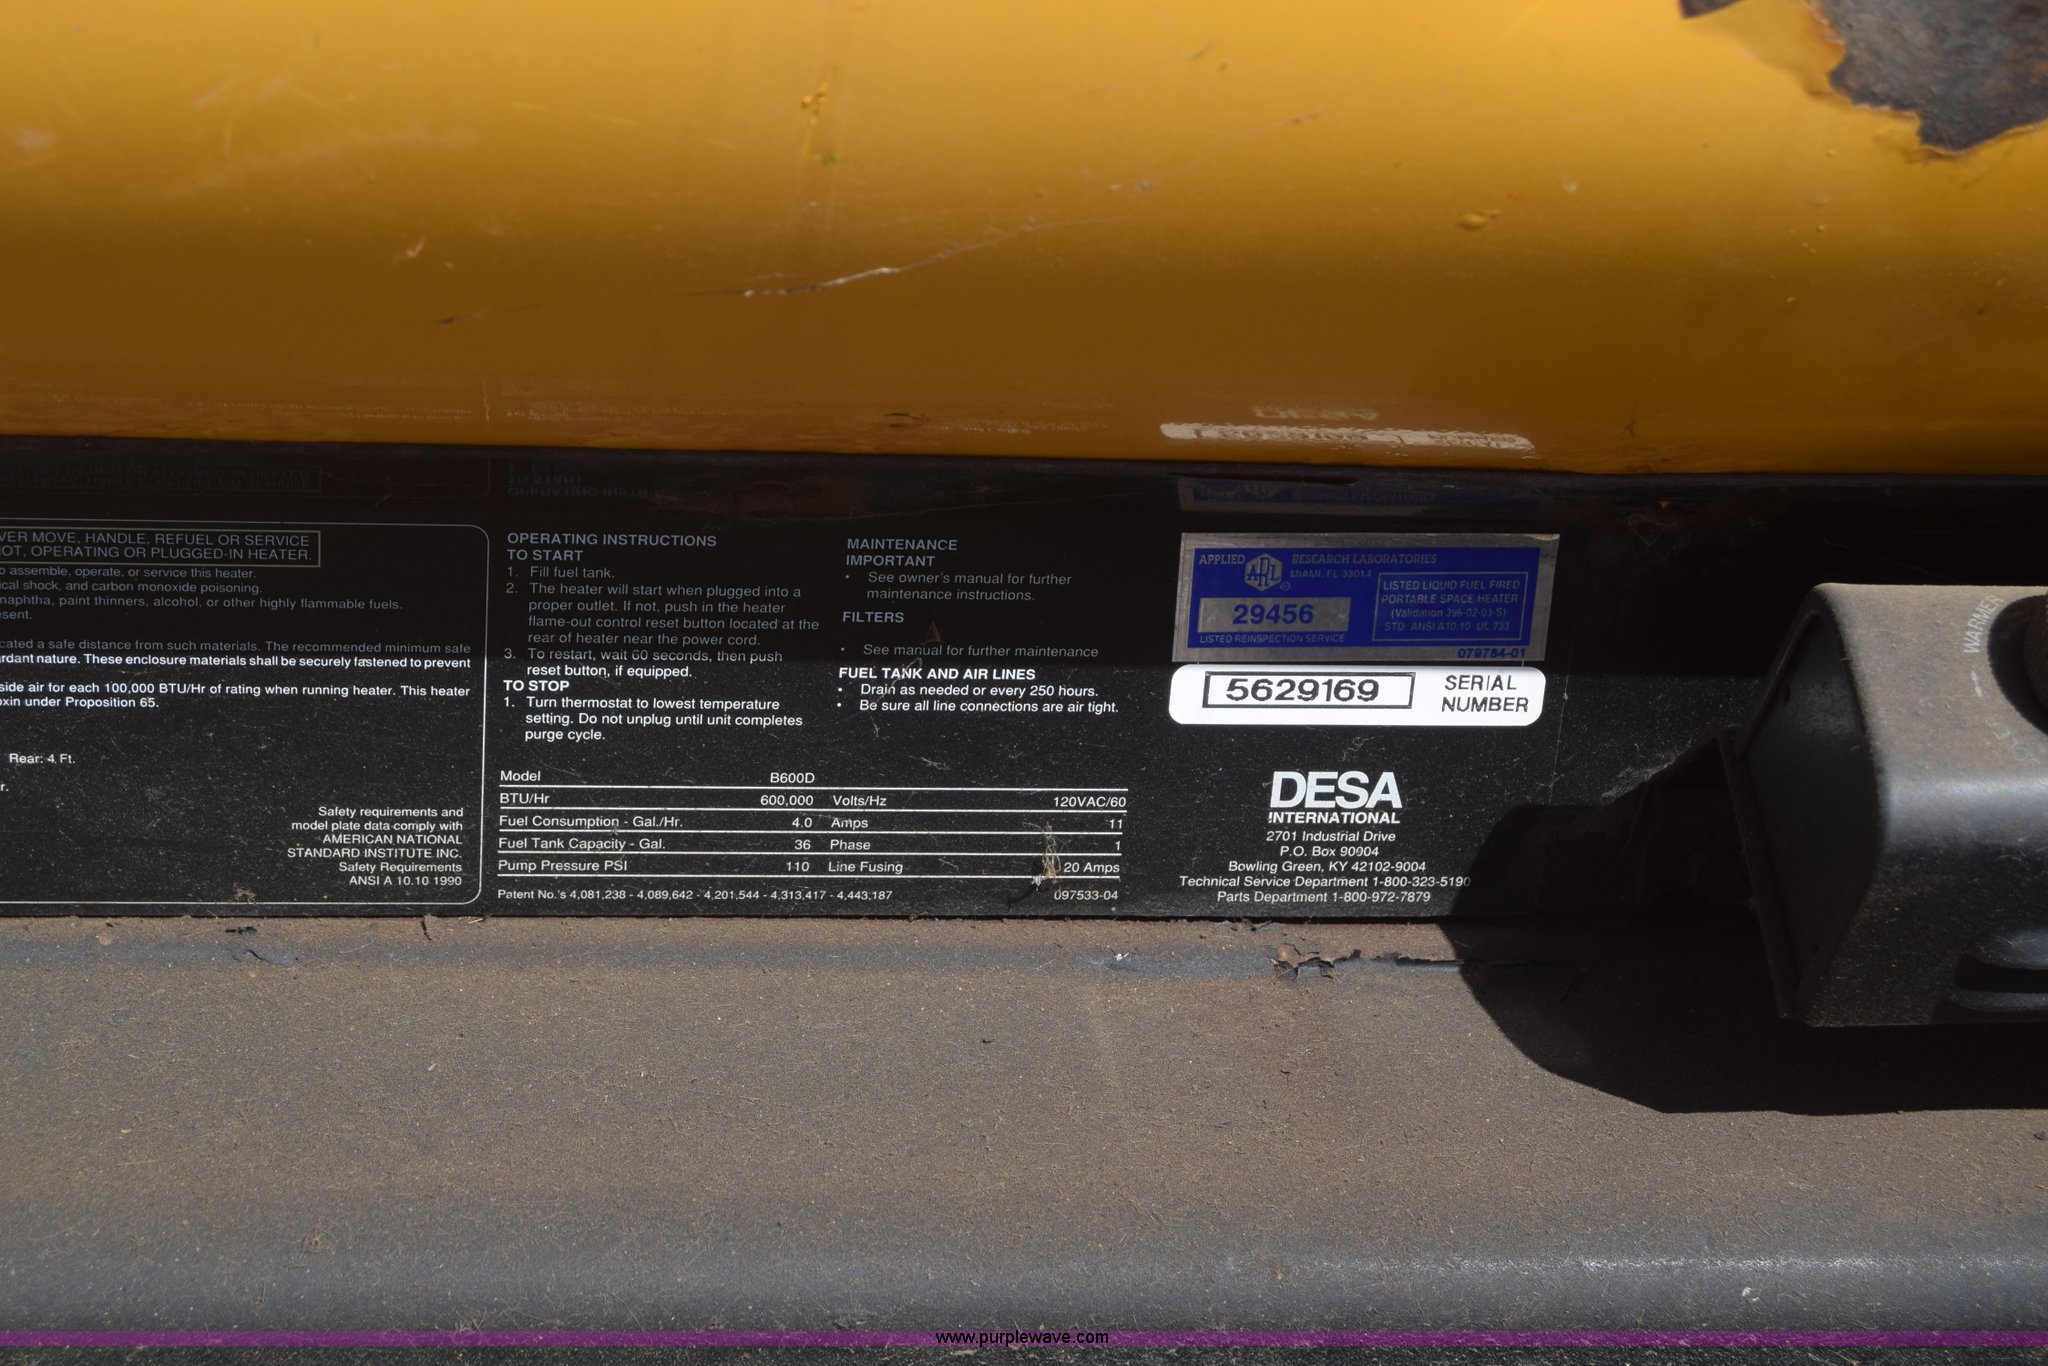 VER MOVE, HANDLE, REFUEL OR SERVICE
OT, OPERATING OR PLUGGED-IN HEATER.
o assemble, operate, or service this heater.
ical shock, and carbon monoxide poisoning.
naphtha, paint thinners, alcohol, or other highly flammable fuels.
esent.
cated a safe distance from such materials. The recommended minimum safe
ardant nature. These enclosure materials shall be securely fastened to prevent
side air for each 100,000 BTU/Hr of rating when running heater. This heater
oxin under Proposition 65.
Rear: 4 Ft.
r.
Safety requirements and
model plate data comply with
AMERICAN NATIONAL
STANDARD INSTITUTE INC.
Safety Requirements
ANSI A 10.10 1990
OPERATING INSTRUCTIONS
TO START
1. Fill fuel tank.
2. The heater will start when plugged into a
proper outlet. If not, push in the heater
flame-out control reset button located at the
rear of heater near the power cord.
3. To restart, wait 60 seconds, then push
reset button, if equipped.
TO STOP
1. Turn thermostat to lowest temperature
setting. Do not unplug until unit completes
purge cycle.
MAINTENANCE
IMPORTANT
• See owner's manual for further
maintenance instructions.
FILTERS
• See manual for further maintenance
FUEL TANK AND AIR LINES
• Drain as needed or every 250 hours.
• Be sure all line connections are air tight.
Model B600D
BTU/Hr 600,000 Volts/Hz 120VAC/60
Fuel Consumption - Gal./Hr. 4.0 Amps 11
Fuel Tank Capacity - Gal. 36 Phase 1
Pump Pressure PSI 110 Line Fusing 20 Amps
Patent No.'s 4,081,238 - 4,089,642 - 4,201,544 - 4,313,417 - 4,443,187 097533-04
APPLIED ARL ® RESEARCH LABORATORIES
MIAMI, FL 33014
29456
LISTED REINSPECTION SERVICE
LISTED LIQUID FUEL FIRED
PORTABLE SPACE HEATER
(Validation 396-02-03-S)
STD ANSI A10.10 UL 733
079784-01
5629169 SERIAL
NUMBER
DESA
INTERNATIONAL
2701 Industrial Drive
P.O. Box 90004
Bowling Green, KY 42102-9004
Technical Service Department 1-800-323-5190
Parts Department 1-800-972-7879
WARMER
www.purplewave.com